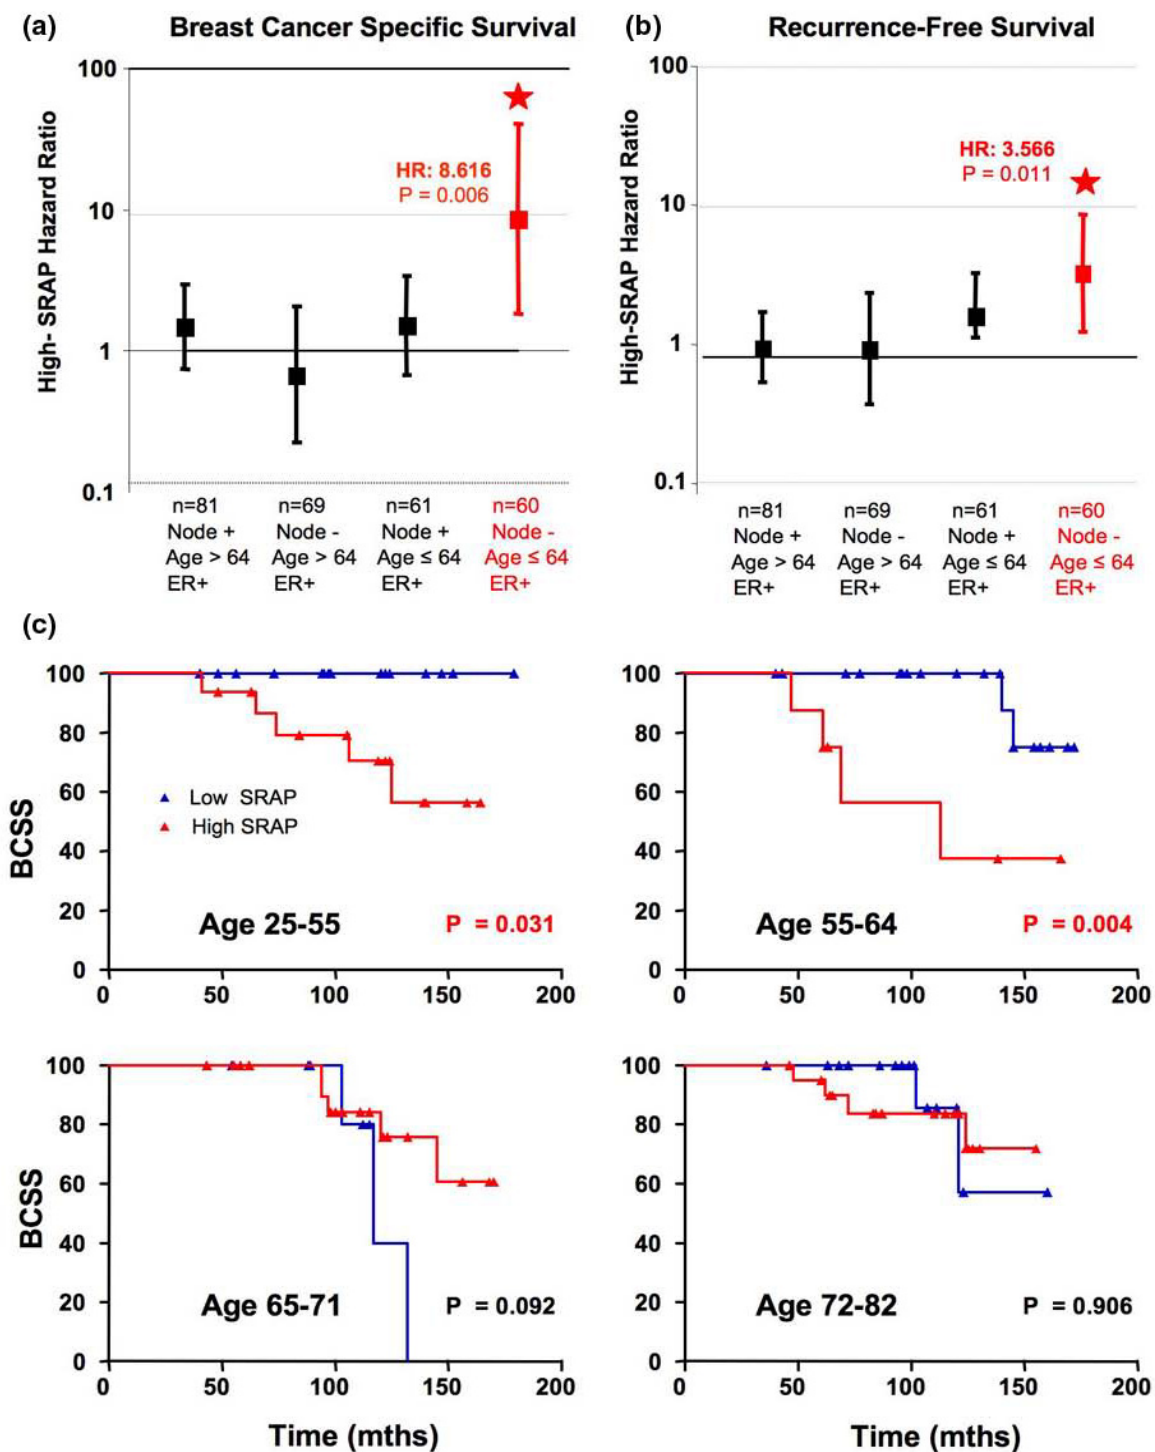 (a) Breast Cancer Specific Survival
High- SRAP Hazard Ratio
100
10
1
0.1
HR: 8.616
P = 0.006
n=81 n=69 n=61 n=60
Node + Node - Node + Node -
Age > 64 Age > 64 Age ≤ 64 Age ≤ 64
ER+ ER+ ER+ ER+
(b) Recurrence-Free Survival
High-SRAP Hazard Ratio
100
10
1
0.1
HR: 3.566
P = 0.011
n=81 n=69 n=61 n=60
Node + Node - Node + Node -
Age > 64 Age > 64 Age ≤ 64 Age ≤ 64
ER+ ER+ ER+ ER+
(c)
BCSS
100
80
60
40
20
0
Low SRAP
High SRAP
Age 25-55 P = 0.031
0 50 100 150 200
100
80
60
40
20
0
Age 55-64 P = 0.004
0 50 100 150 200
BCSS
100
80
60
40
20
0
Age 65-71 P = 0.092
0 50 100 150 200
Time (mths)
100
80
60
40
20
0
Age 72-82 P = 0.906
0 50 100 150 200
Time (mths)